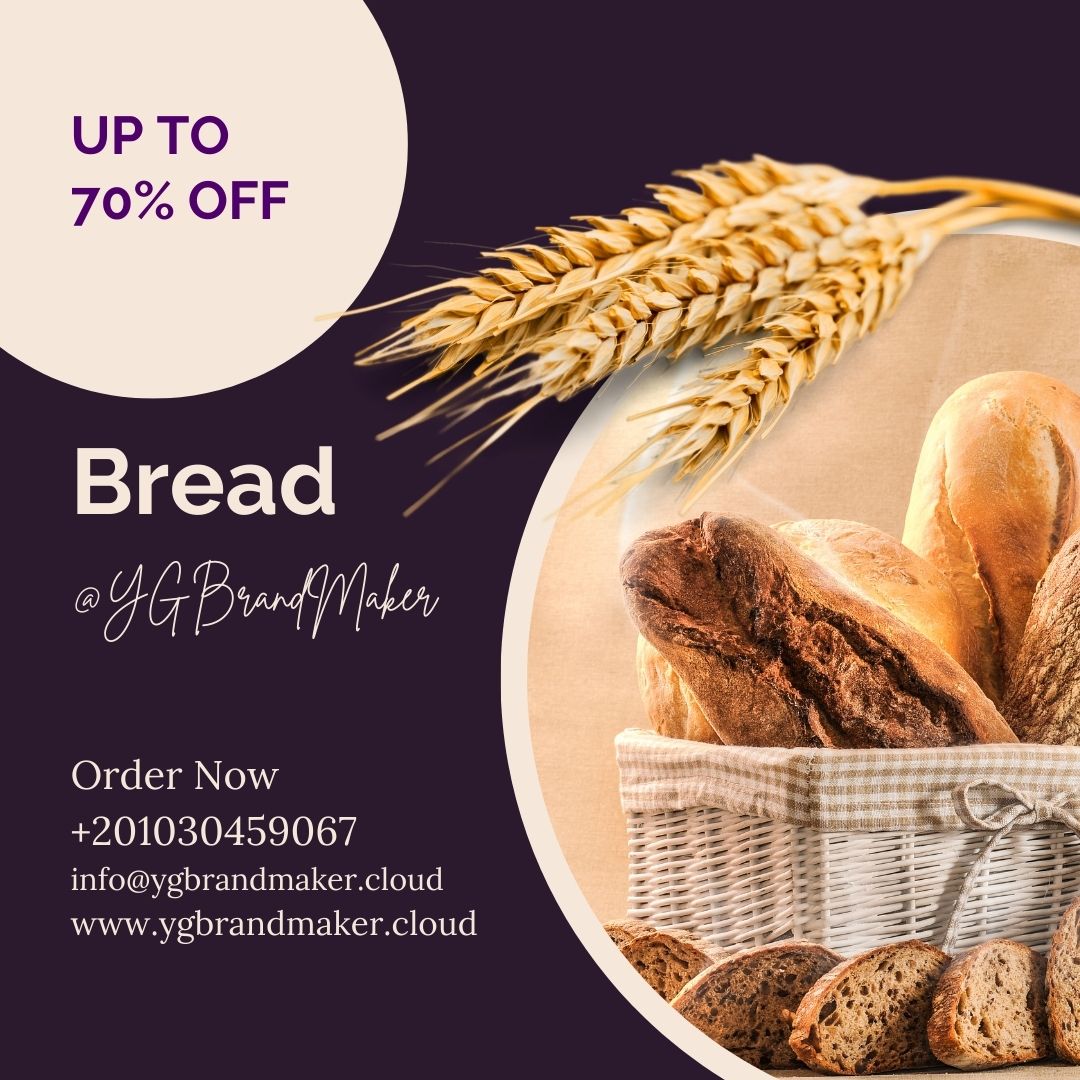 UP TO
70% OFF
Bread
@YGBrandMaker
Order Now
+201030459067
info@ygbrandmaker.cloud
www.ygbrandmaker.cloud